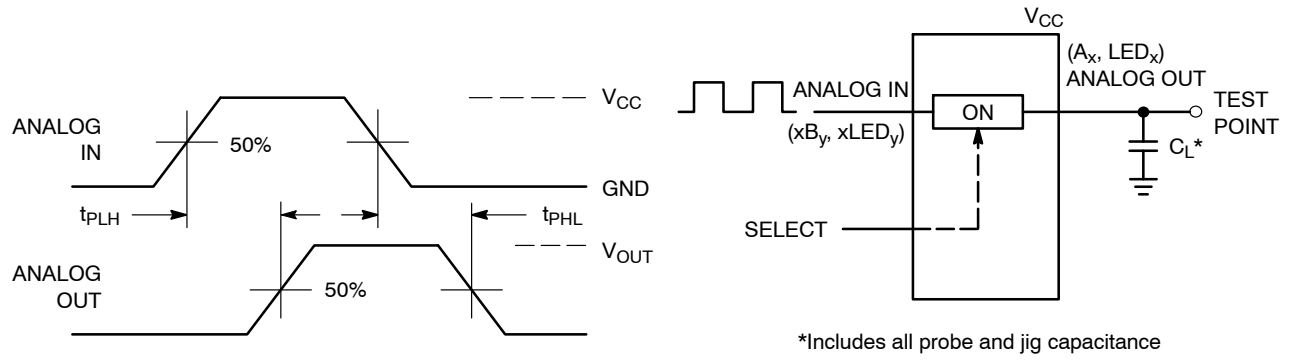 ANALOG
IN
50%
V_CC
GND
t_PLH
t_PHL
V_OUT
ANALOG
OUT
50%
V_CC
ANALOG IN
(xB_y, xLED_y)
ON
(A_x, LED_x)
ANALOG OUT
TEST
POINT
C_L*
SELECT
*Includes all probe and jig capacitance